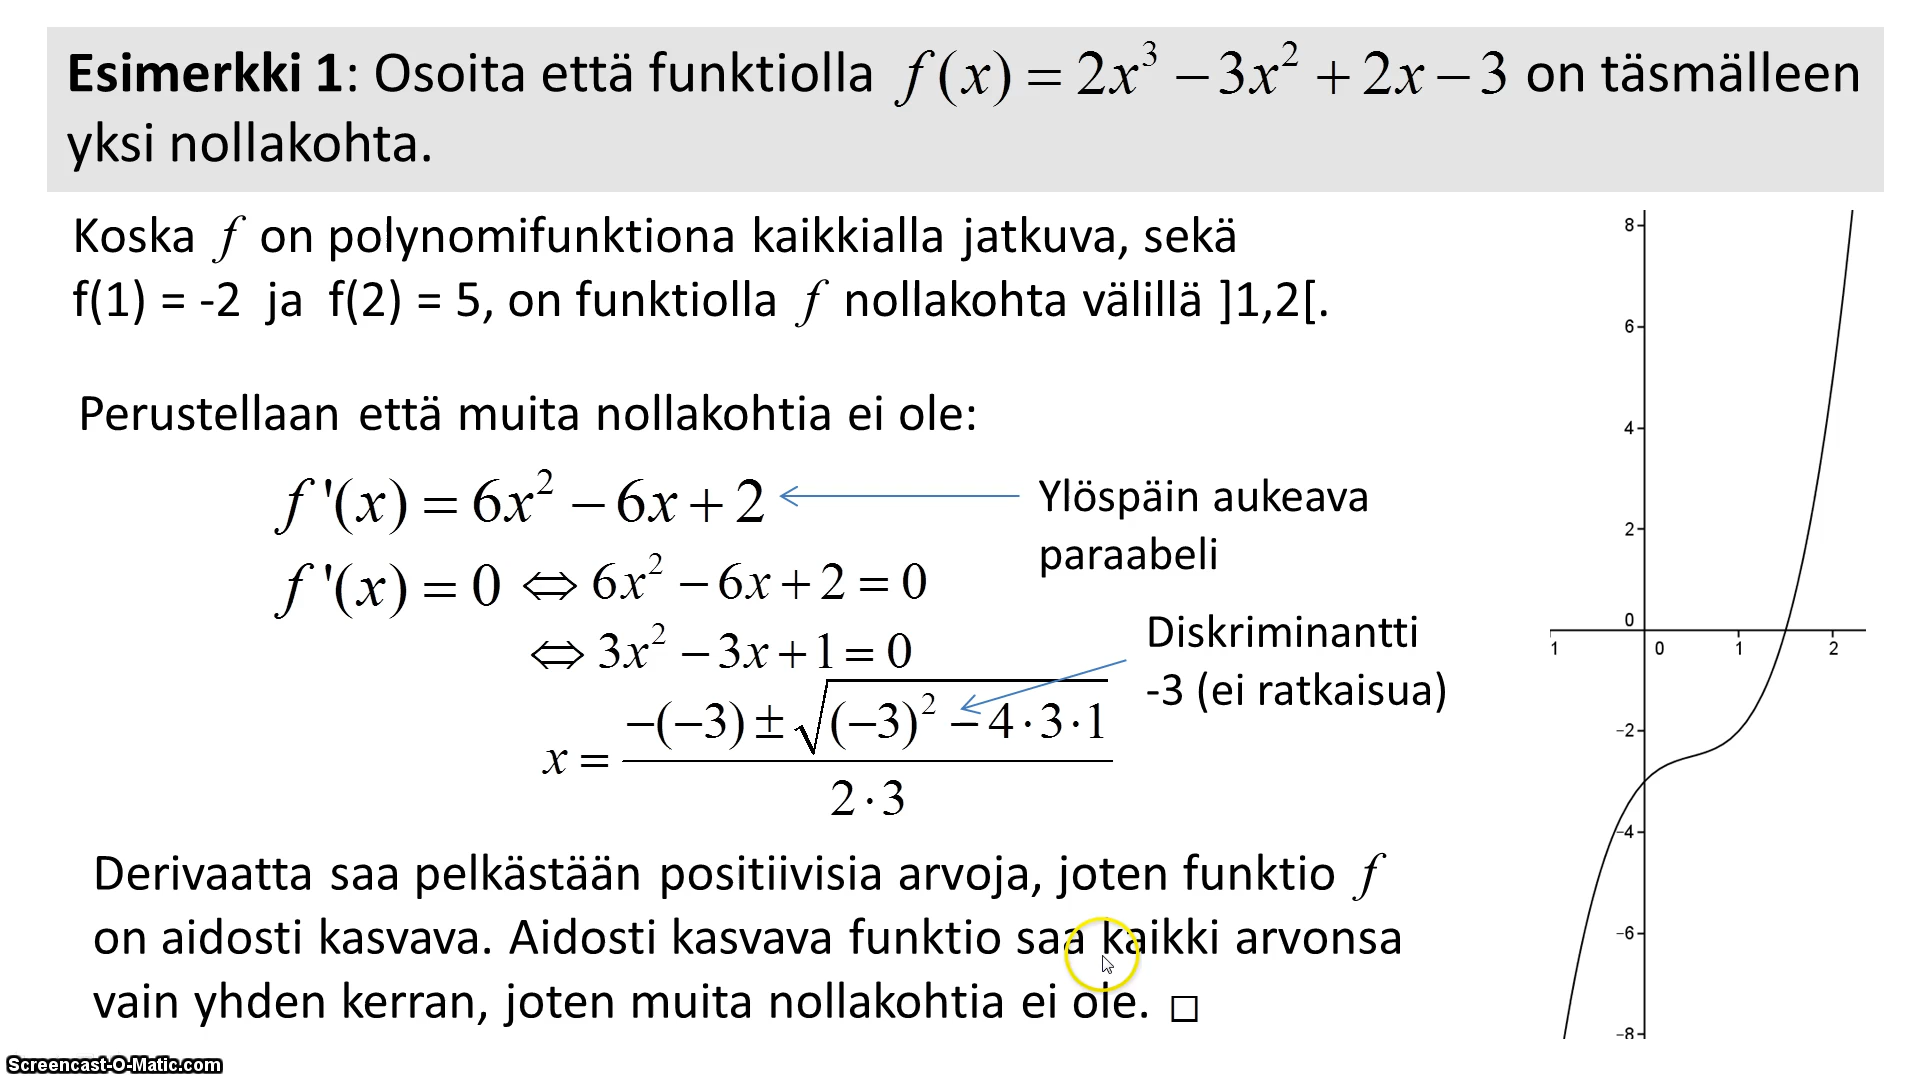 Esimerkki 1: Osoita että funktiolla f(x) = 2x³ − 3x² + 2x − 3 on täsmälleen
yksi nollakohta.
Koska f on polynomifunktiona kaikkialla jatkuva, sekä
f(1) = -2 ja f(2) = 5, on funktiolla f nollakohta välillä ]1,2[.
Perustellaan että muita nollakohtia ei ole:
f'(x) = 6x² − 6x + 2
Ylöspäin aukeava
paraabeli
f'(x) = 0 ⇔ 6x² − 6x + 2 = 0
⇔ 3x² − 3x + 1 = 0
Diskriminantti
-3 (ei ratkaisua)
x = (−(−3) ± √((−3)² − 4·3·1)) / (2·3)
Derivaatta saa pelkästään positiivisia arvoja, joten funktio f
on aidosti kasvava. Aidosti kasvava funktio saa kaikki arvonsa
vain yhden kerran, joten muita nollakohtia ei ole. □
8
6
4
2
0
1 0 1 2
−2
−4
−6
−8
Screencast-O-Matic.com